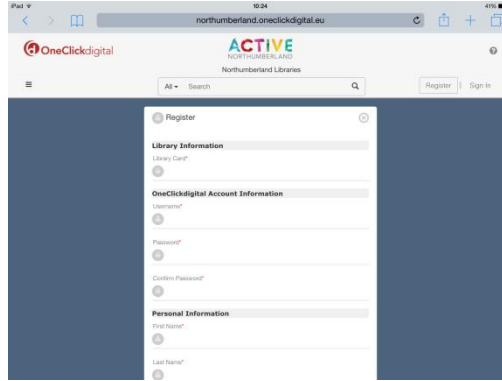 iPad 10:24 41%
northumberland.oneclickdigital.eu
OneClickdigital
ACTIVE
NORTHUMBERLAND
Northumberland Libraries
All Search
Register | Sign In
Register
Library Information
Library Card*
OneClickdigital Account Information
Username*
Password*
Confirm Password*
Personal Information
First Name*
Last Name*